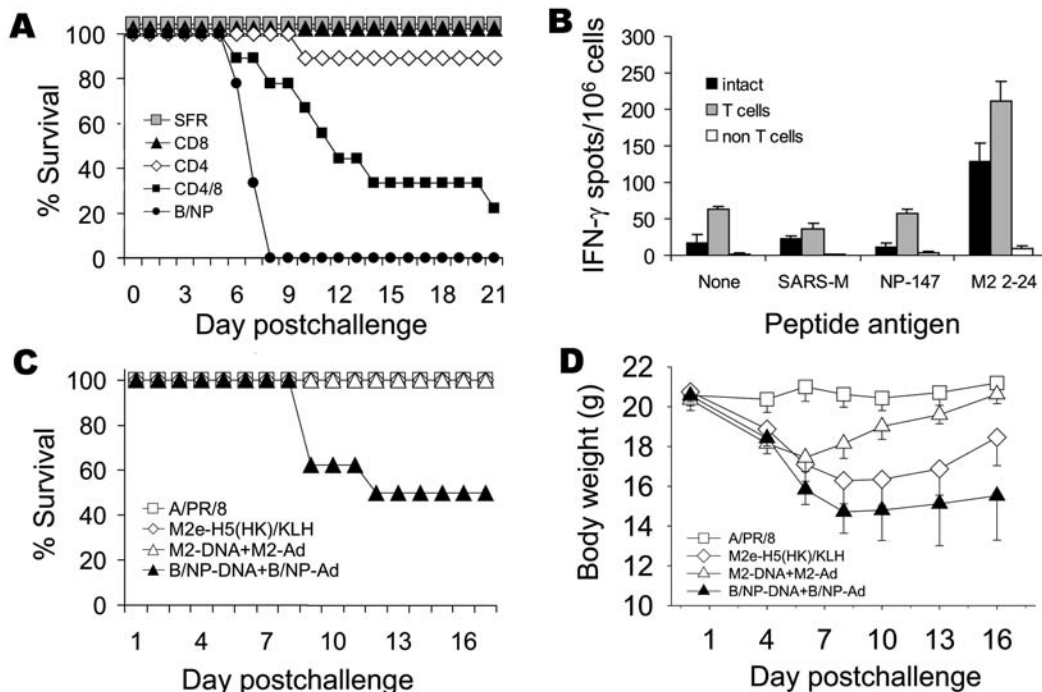 A
% Survival
100
80
60
40
20
0
SFR
CD8
CD4
CD4/8
B/NP
0 3 6 9 12 15 18 21
Day postchallenge
B
IFN-γ spots/10⁶ cells
300
250
200
150
100
50
0
intact
T cells
non T cells
None SARS-M NP-147 M2 2-24
Peptide antigen
C
% Survival
100
80
60
40
20
0
A/PR/8
M2e-H5(HK)/KLH
M2-DNA+M2-Ad
B/NP-DNA+B/NP-Ad
1 4 7 10 13 16
Day postchallenge
D
Body weight (g)
22
20
18
16
14
12
10
A/PR/8
M2e-H5(HK)/KLH
M2-DNA+M2-Ad
B/NP-DNA+B/NP-Ad
1 4 7 10 13 16
Day postchallenge